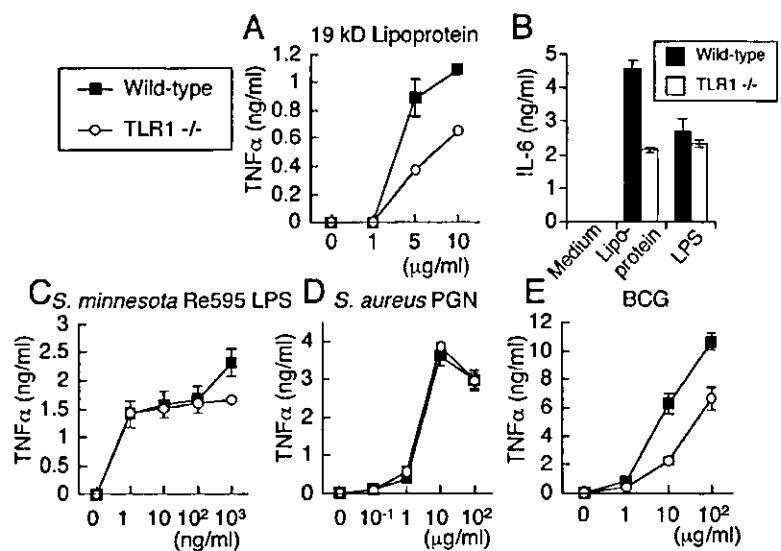 A
19 kD Lipoprotein
Wild-type
TLR1 -/-
TNFα (ng/ml)
1.2
1
0.8
0.6
0.4
0.2
0
0 1 5 10
(μg/ml)
B
IL-6 (ng/ml)
5
4
3
2
1
0
Wild-type
TLR1 -/-
Medium
Lipo-
protein
LPS
C
S. minnesota Re595 LPS
TNFα (ng/ml)
3
2.5
2
1.5
1
0.5
0
0 1 10 10² 10³
(ng/ml)
D
S. aureus PGN
TNFα (ng/ml)
4
3
2
1
0
0 10⁻¹ 1 10 10²
(μg/ml)
E
BCG
TNFα (ng/ml)
12
10
8
6
4
2
0
0 1 10 10²
(μg/ml)